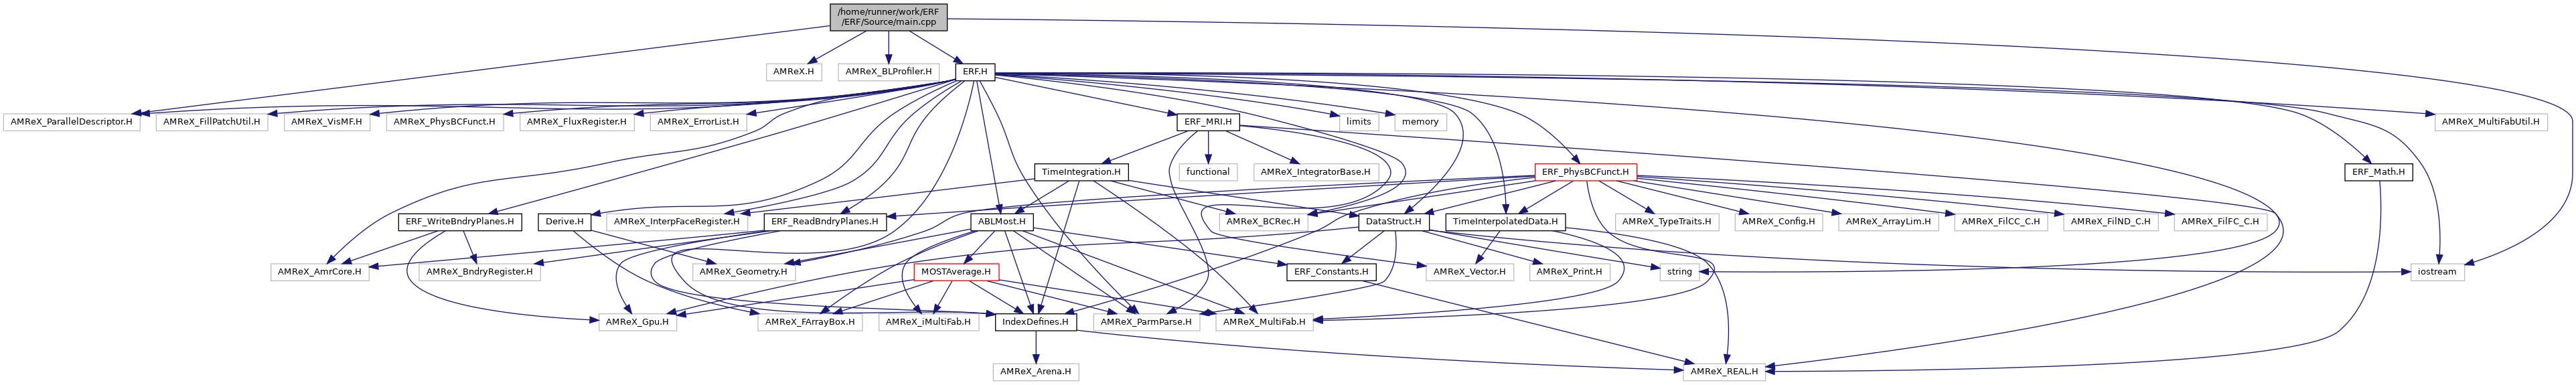 /home/runner/work/ERF
/ERF/Source/main.cpp
AMReX.H
AMReX_BLProfiler.H
ERF.H
AMReX_ParallelDescriptor.H
AMReX_FillPatchUtil.H
AMReX_VisMF.H
AMReX_PhysBCFunct.H
AMReX_FluxRegister.H
AMReX_ErrorList.H
ERF_MRI.H
limits
memory
AMReX_MultiFabUtil.H
TimeIntegration.H
functional
AMReX_IntegratorBase.H
ERF_PhysBCFunct.H
ERF_Math.H
ERF_WriteBndryPlanes.H
Derive.H
AMReX_InterpFaceRegister.H
ERF_ReadBndryPlanes.H
ABLMost.H
AMReX_BCRec.H
DataStruct.H
TimeInterpolatedData.H
AMReX_TypeTraits.H
AMReX_Config.H
AMReX_ArrayLim.H
AMReX_FilCC_C.H
AMReX_FilND_C.H
AMReX_FilFC_C.H
AMReX_AmrCore.H
AMReX_BndryRegister.H
AMReX_Geometry.H
MOSTAverage.H
ERF_Constants.H
AMReX_Vector.H
AMReX_Print.H
string
iostream
AMReX_Gpu.H
AMReX_FArrayBox.H
AMReX_iMultiFab.H
IndexDefines.H
AMReX_ParmParse.H
AMReX_MultiFab.H
AMReX_Arena.H
AMReX_REAL.H